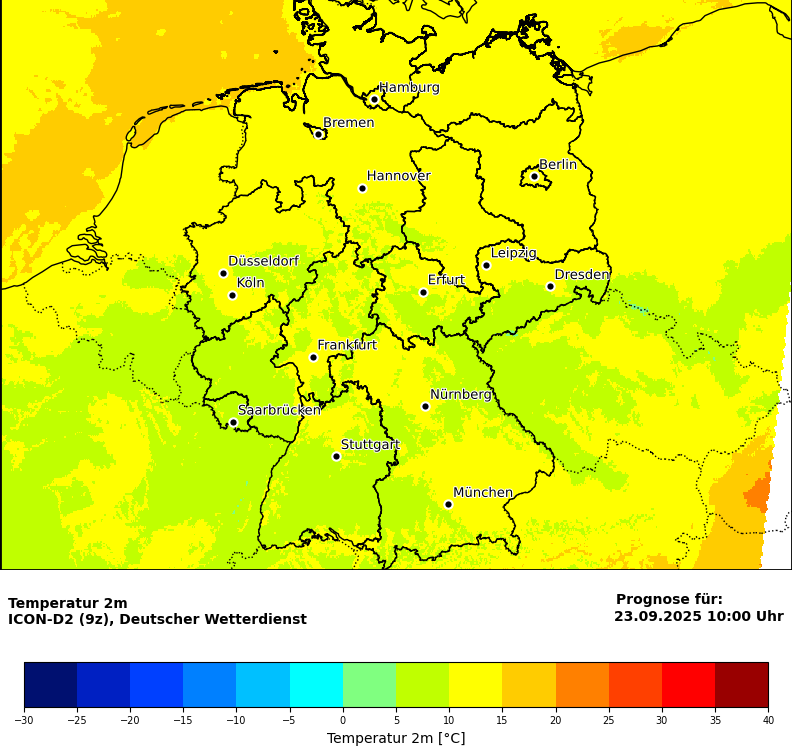 Hamburg
Bremen
Berlin
Hannover
Leipzig
Düsseldorf
Dresden
Köln
Erfurt
Frankfurt
Nürnberg
Saarbrücken
Stuttgart
München
Temperatur 2m
ICON-D2 (9z), Deutscher Wetterdienst
Prognose für:
23.09.2025 10:00 Uhr
−30 −25 −20 −15 −10 −5 0 5 10 15 20 25 30 35 40
Temperatur 2m [°C]